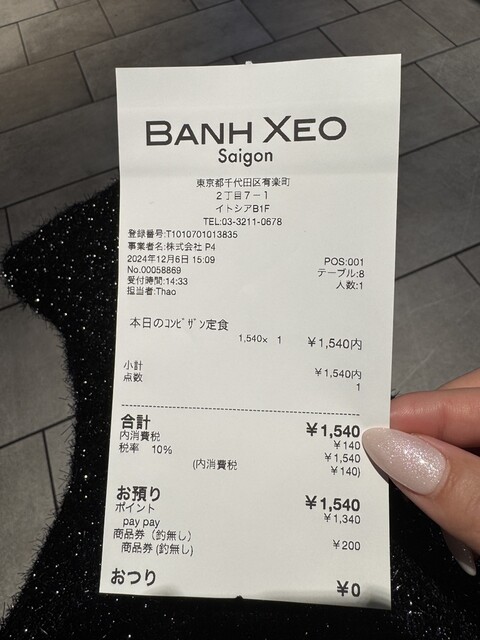 BANH XEO
Saigon
東京都千代田区有楽町
2丁目7-1
イトシアB1F
TEL:03-3211-0678
登録番号:T1010701013835
事業者名:株式会社 P4
2024年12月6日 15:09 POS:001
No.00058869 テーブル:8
受付時間:14:33 人数:1
担当者:Thao
本日のコンビザン定食
1,540× 1 ¥1,540内
小計 ¥1,540内
点数 1
合計 ¥1,540
内消費税 ¥140
税率 10% ¥1,540
(内消費税 ¥140)
お預り ¥1,540
ポイント ¥1,340
pay pay
商品券（釣無し）
商品券(釣無し) ¥200
おつり ¥0